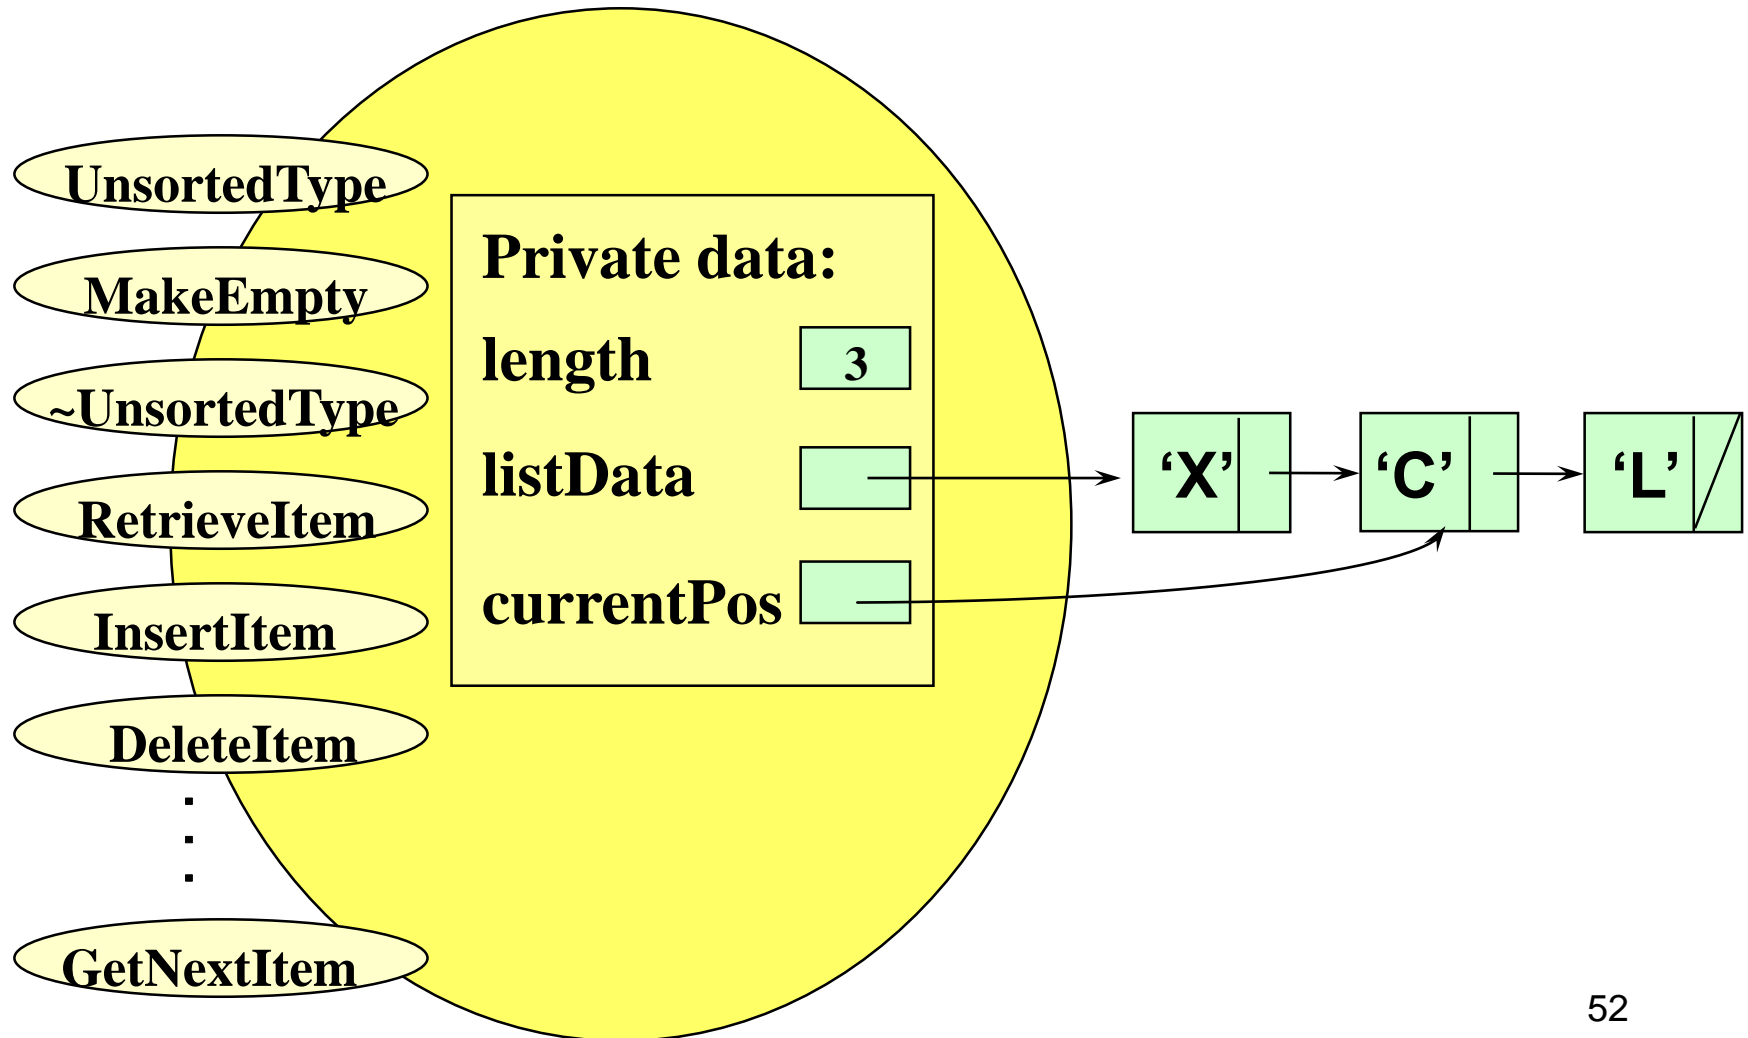 UnsortedType
MakeEmpty
~UnsortedType
RetrieveItem
InsertItem
DeleteItem
.
.
.
GetNextItem
Private data:
length 3
listData
currentPos
‘X’ ‘C’ ‘L’
52